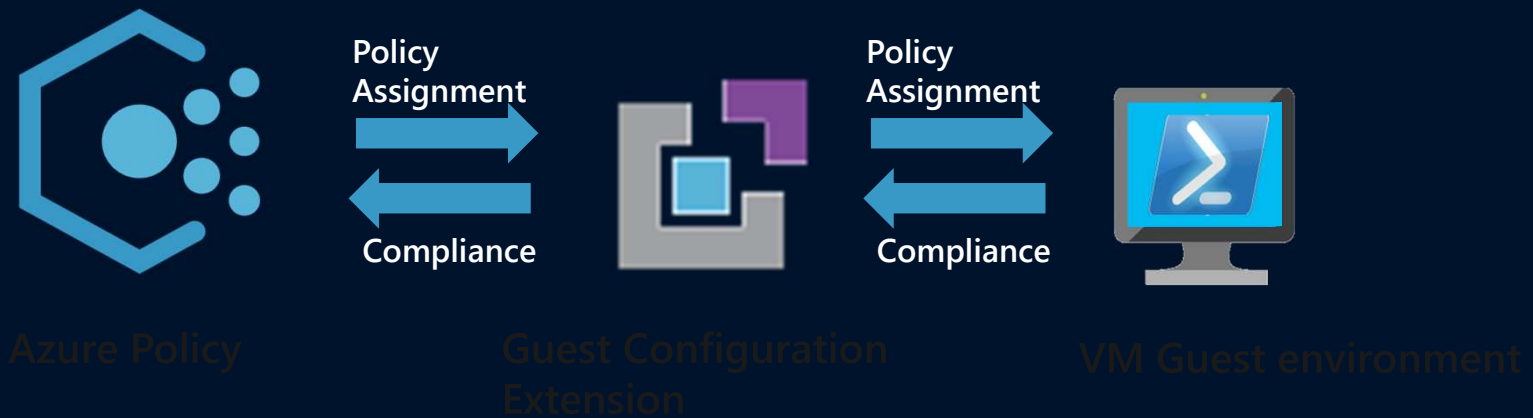 Policy
Assignment
Policy
Assignment
Compliance
Compliance
Azure Policy
Guest Configuration
Extension
VM Guest environment